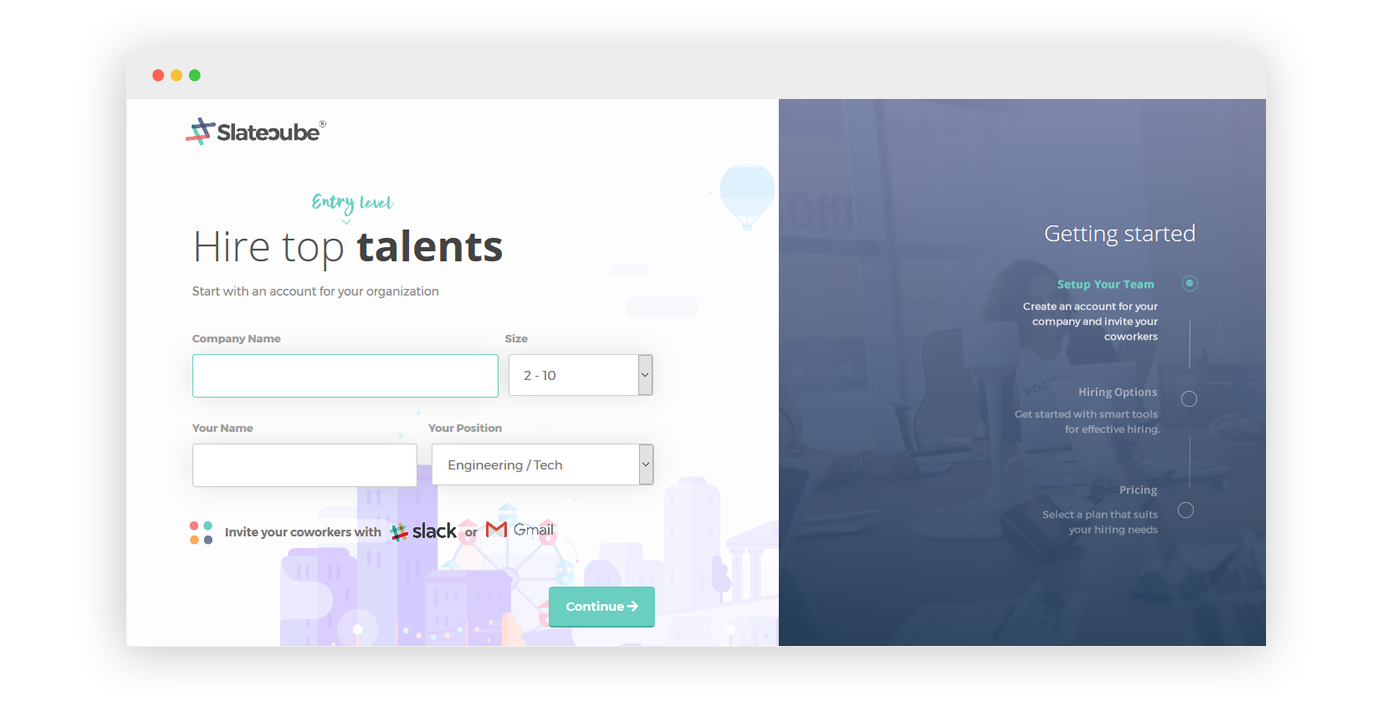 Slatecube®
Entry level
Hire top talents
Start with an account for your organization
Company Name
Size
2 - 10
Your Name
Your Position
Engineering / Tech
Invite your coworkers with slack or Gmail
Continue
Getting started
Setup Your Team
Create an account for your
company and invite your
coworkers
Hiring Options
Get started with smart tools
for effective hiring.
Pricing
Select a plan that suits
your hiring needs